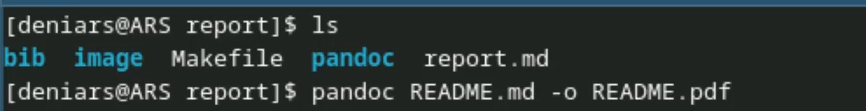 [deniars@ARS report]$ ls
bib  image  Makefile  pandoc  report.md
[deniars@ARS report]$ pandoc README.md -o README.pdf